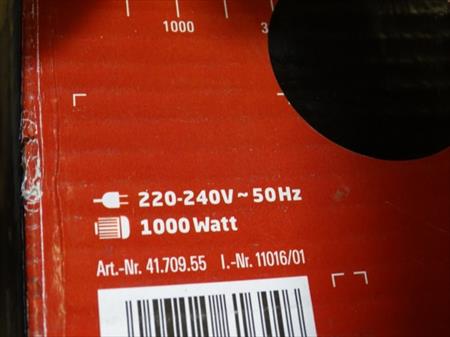 1000
220-240V ~ 50Hz
1000 Watt
Art.-Nr. 41.709.55 I.-Nr. 11016/01